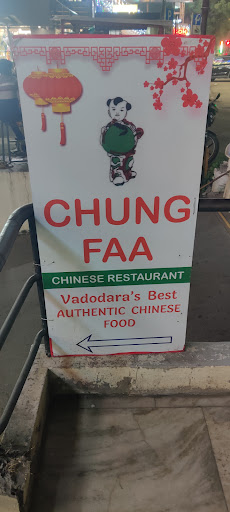 CHUNG
FAA
CHINESE RESTAURANT
Vadodara's Best
AUTHENTIC CHINESE
FOOD